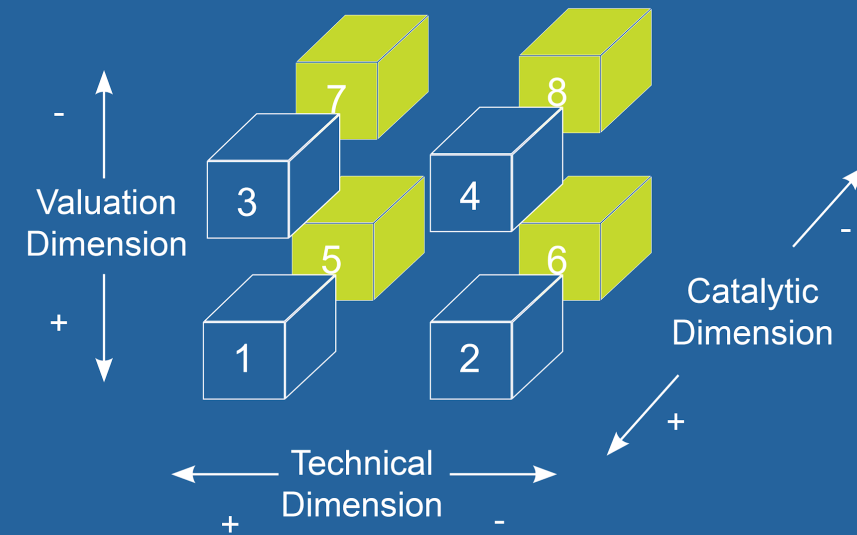 7
8
-
3
4
Valuation
Dimension
-
5
6
+
Catalytic
Dimension
1
2
+
Technical
Dimension
+
-